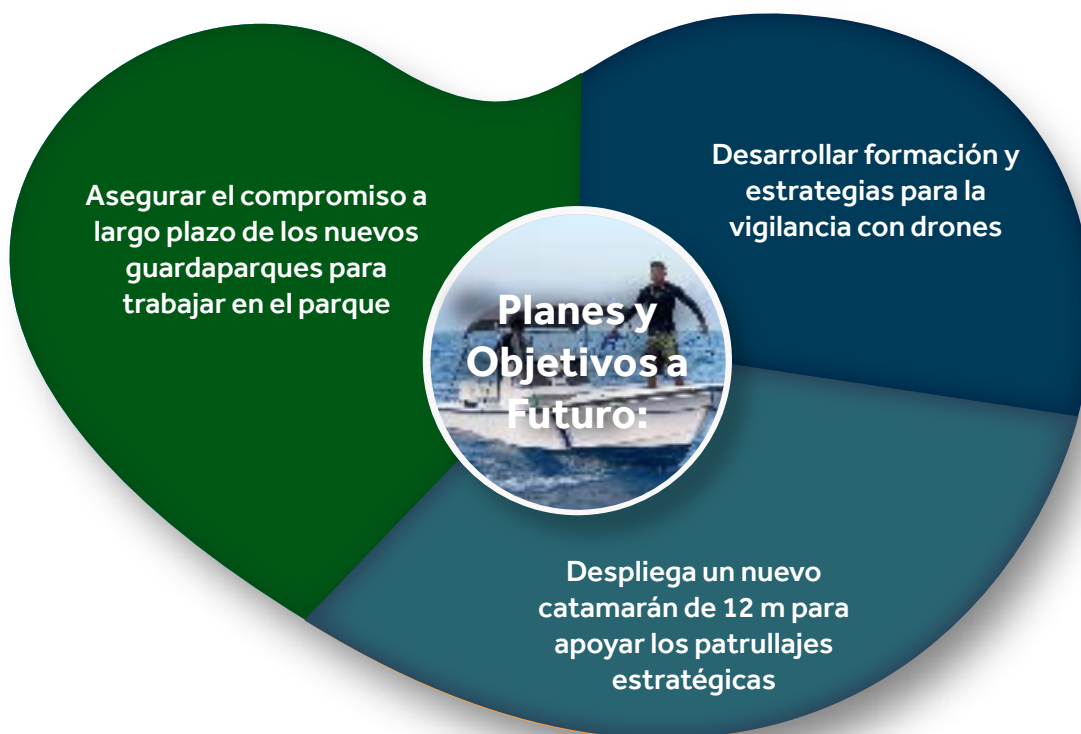 Asegurar el compromiso a
largo plazo de los nuevos
guardaparques para
trabajar en el parque
Desarrollar formación y
estrategias para la
vigilancia con drones
Planes y
Objetivos a
Futuro:
Despliega un nuevo
catamarán de 12 m para
apoyar los patrullajes
estratégicas